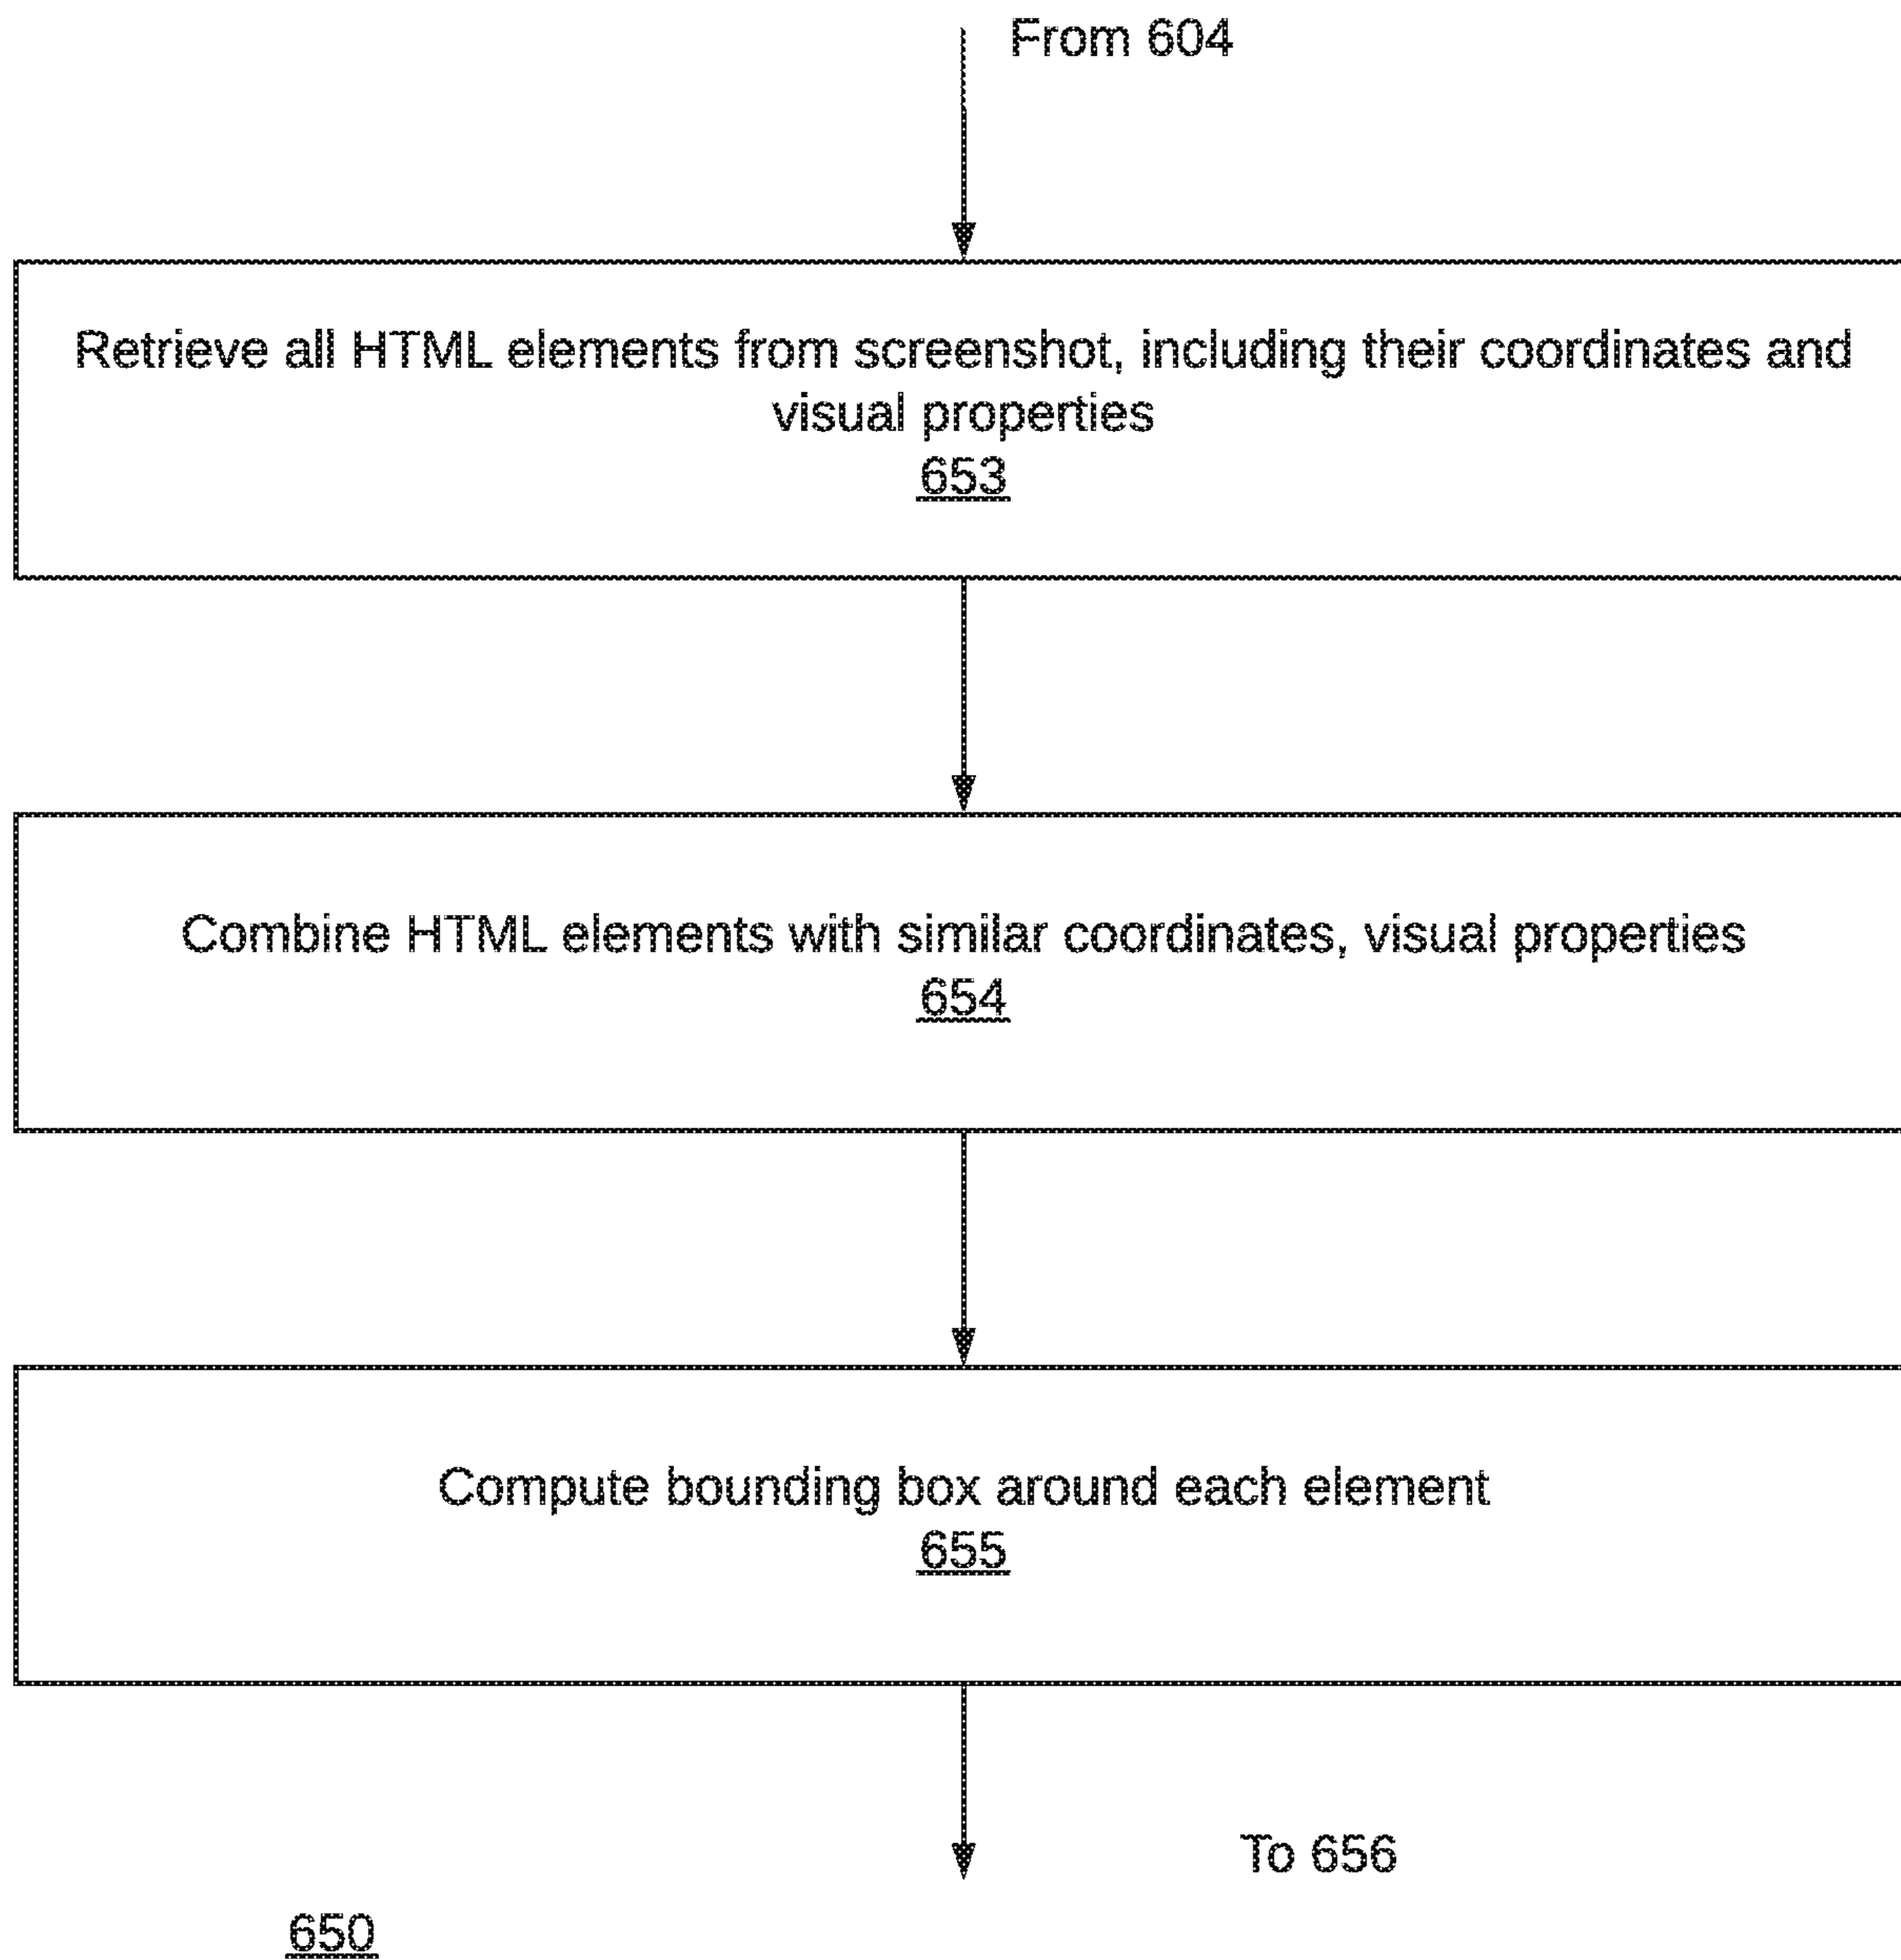 From 604
Retrieve all HTML elements from screenshot, including their coordinates and
visual properties
653
Combine HTML elements with similar coordinates, visual properties
654
Compute bounding box around each element
655
To 656
650